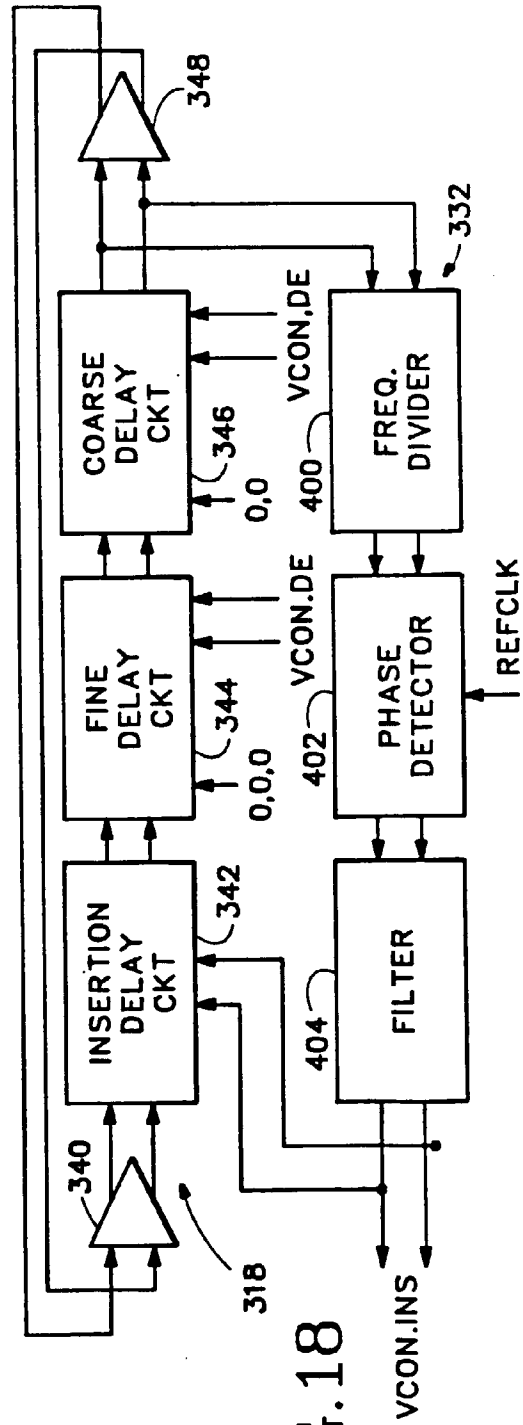 348
COARSE
DELAY
CKT
346
0,0
VCON,DE
332
FINE
DELAY
CKT
344
0,0,0
VCON.DE
400
FREQ.
DIVIDER
INSERTION
DELAY
CKT
342
402
PHASE
DETECTOR
REFCLK
340
318
404
FILTER
VCON.INS
.18